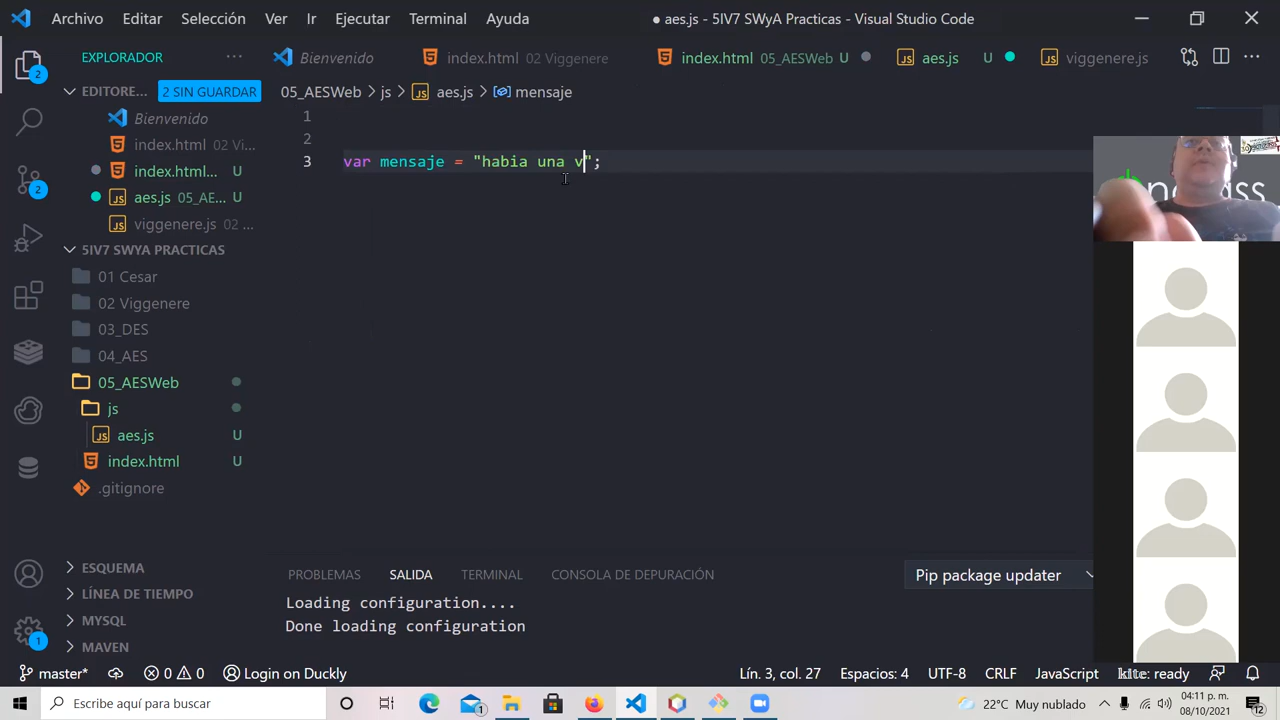 Archivo Editar Selección Ver Ir Ejecutar Terminal Ayuda ● aes.js - 5IV7 SWyA Practicas - Visual Studio Code
EXPLORADOR ··· Bienvenido index.html 02 Viggenere index.html 05_AESWeb U aes.js U viggenere.js ···
EDITORE... 2 SIN GUARDAR 05_AESWeb > js > aes.js > mensaje
Bienvenido
index.html 02 Vi...
index.html... U
aes.js 05_AE... U
viggenere.js 02 ...
5IV7 SWYA PRACTICAS
01 Cesar
02 Viggenere
03_DES
04_AES
05_AESWeb
js
aes.js U
index.html U
.gitignore
ESQUEMA
LÍNEA DE TIEMPO
MYSQL
MAVEN
1
2
3 var mensaje = "habia una v";
PROBLEMAS SALIDA TERMINAL CONSOLA DE DEPURACIÓN Pip package updater
Loading configuration....
Done loading configuration
2
2
1
master* 0 0 Login on Duckly Lín. 3, col. 27 Espacios: 4 UTF-8 CRLF JavaScript kite: ready
Escribe aquí para buscar 1 22°C Muy nublado 04:11 p. m.
08/10/2021 12